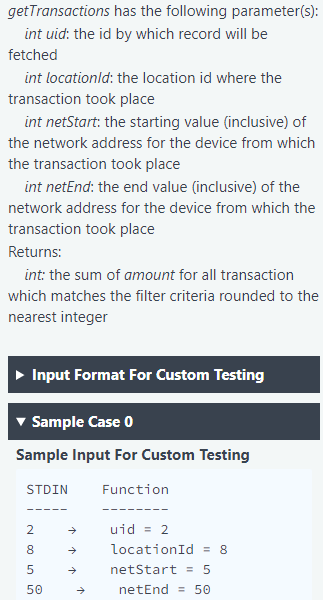 getTransactions has the following parameter(s):
int uid: the id by which record will be
fetched
int locationId: the location id where the
transaction took place
int netStart: the starting value (inclusive) of
the network address for the device from which
the transaction took place
int netEnd: the end value (inclusive) of the
network address for the device from which the
transaction took place
Returns:
int: the sum of amount for all transaction
which matches the filter criteria rounded to the
nearest integer
▶ Input Format For Custom Testing
▼ Sample Case 0
Sample Input For Custom Testing
STDIN    Function
-----    --------
2    →    uid = 2
8    →    locationId = 8
5    →    netStart = 5
50    →    netEnd = 50